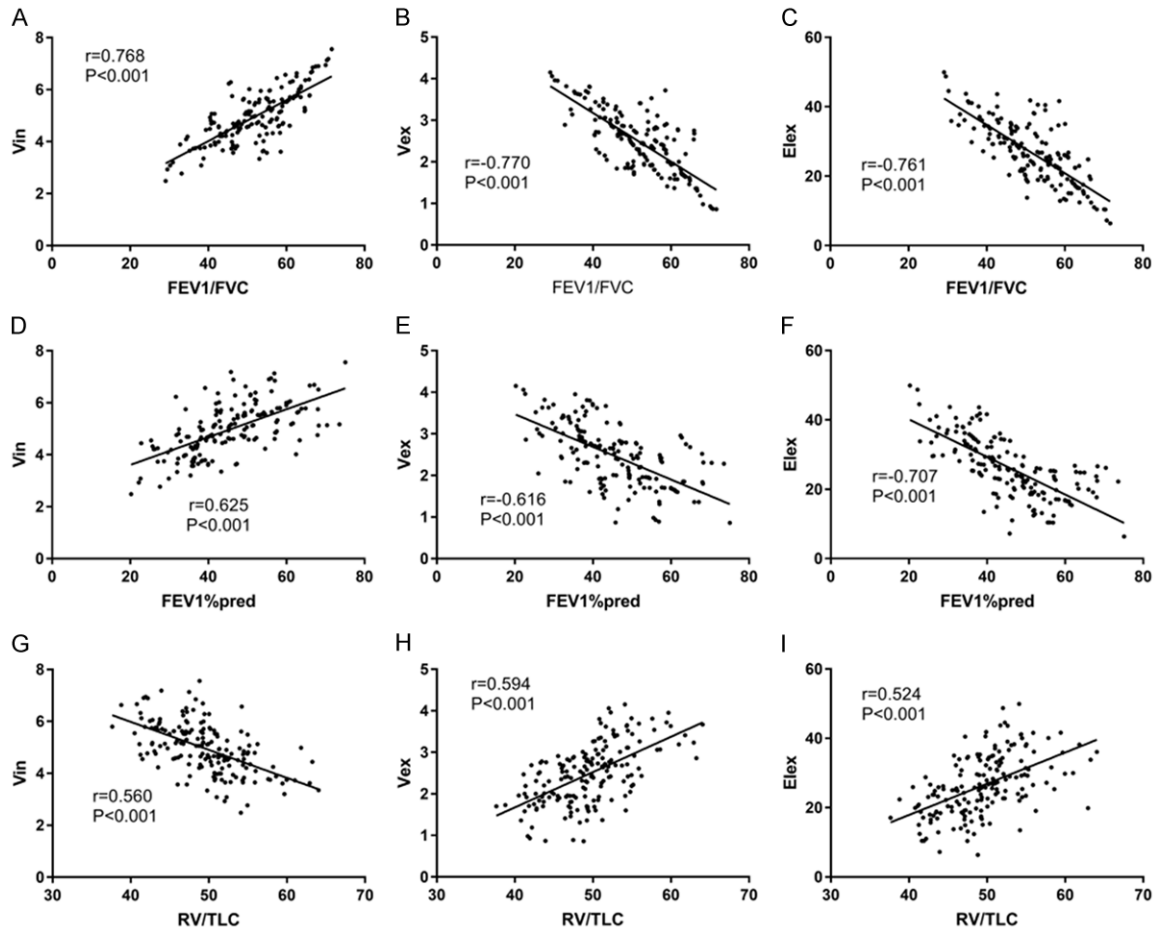 A
8
6
4
2
0
Vin
r=0.768
P<0.001
0 20 40 60 80
FEV1/FVC
B
5
4
3
2
1
0
Vex
r=-0.770
P<0.001
0 20 40 60 80
FEV1/FVC
C
60
40
20
0
Elex
r=-0.761
P<0.001
0 20 40 60 80
FEV1/FVC
D
8
6
4
2
0
Vin
r=0.625
P<0.001
0 20 40 60 80
FEV1%pred
E
5
4
3
2
1
0
Vex
r=-0.616
P<0.001
0 20 40 60 80
FEV1%pred
F
60
40
20
0
Elex
r=-0.707
P<0.001
0 20 40 60 80
FEV1%pred
G
8
6
4
2
0
Vin
r=0.560
P<0.001
30 40 50 60 70
RV/TLC
H
5
4
3
2
1
0
Vex
r=0.594
P<0.001
30 40 50 60 70
RV/TLC
I
60
40
20
0
Elex
r=0.524
P<0.001
30 40 50 60 70
RV/TLC